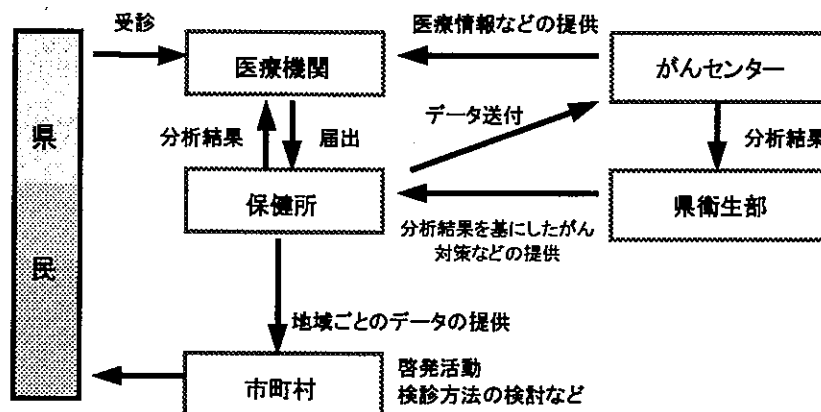 受診
医療情報などの提供
医療機関
がんセンター
県
民
分析結果
届出
データ送付
分析結果
保健所
県衛生部
分析結果を基にしたがん
対策などの提供
地域ごとのデータの提供
市町村
啓発活動
検診方法の検討など